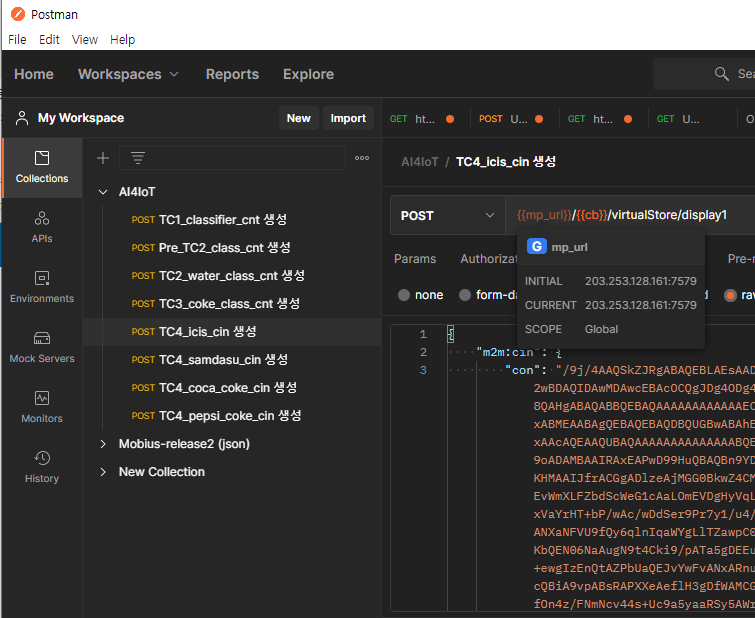 Postman
File Edit View Help
Home Workspaces Reports Explore Sea
My Workspace New Import
GET ht... POST U... GET ht... GET U...
Collections
APIs
Environments
Mock Servers
Monitors
History
AI4IoT
POST TC1_classifier_cnt 생성
POST Pre_TC2_class_cnt 생성
POST TC2_water_class_cnt 생성
POST TC3_coke_class_cnt 생성
POST TC4_icis_cin 생성
POST TC4_samdasu_cin 생성
POST TC4_coca_coke_cin 생성
POST TC4_pepsi_coke_cin 생성
Mobius-release2 (json)
New Collection
AI4IoT / TC4_icis_cin 생성
POST {{mp_url}}/{{cb}}/virtualStore/display1
Params Authorizat Pre-r
none form-da raw
G mp_url
INITIAL 203.253.128.161:7579
CURRENT 203.253.128.161:7579
SCOPE Global
1 {
2 "m2m:cin": {
3 "con": "/9j/4AAQSkZJRgABAQEBLAEsAAD
2wBDAQIDAwMDAwcEBAcOCQgJDg4ODg4
8QAHgABAQABBQEBAQAAAAAAAAAAAAEC
xABMEAABAgQEBAQEBAQDBQUGBwABAhE
xAAcAQEAAQUBAQAAAAAAAAAAAAAABQE
9oADAMBAAIRAxEAPwD99HuQBAQBn9YD
KHMAAIJfrACGgADlzeAjMGG0BkwZ4CM
EvWmXLFZbdScWeG1cAaLOmEVDgHyVqL
xVaYrHT+bP/wAc/wDdSer9Pr7y1/u4/
ANXaNFVU9fQy6qlnIqaWYgLlTZawpC0
KbQEN06NaAugN9t4Cki9/pATa5gDEEu
+ewgIzEnQtAZPbUaQEJvYwFvANxARnu
cQBiA9vpABsRAPXXeAeflH3gDfWAMCG
fOn4z/FNmNcv44s+Uc9a5yaaRSy5AWr